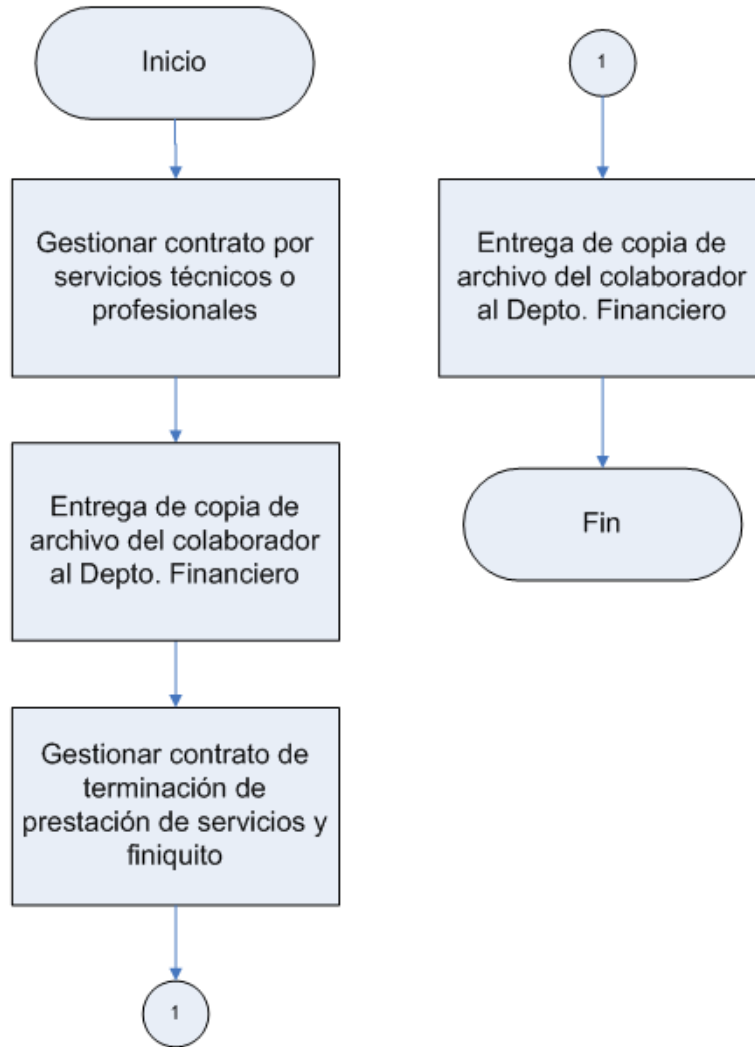 Inicio
Gestionar contrato por
servicios técnicos o
profesionales
Entrega de copia de
archivo del colaborador
al Depto. Financiero
Gestionar contrato de
terminación de
prestación de servicios y
finiquito
1
1
Entrega de copia de
archivo del colaborador
al Depto. Financiero
Fin